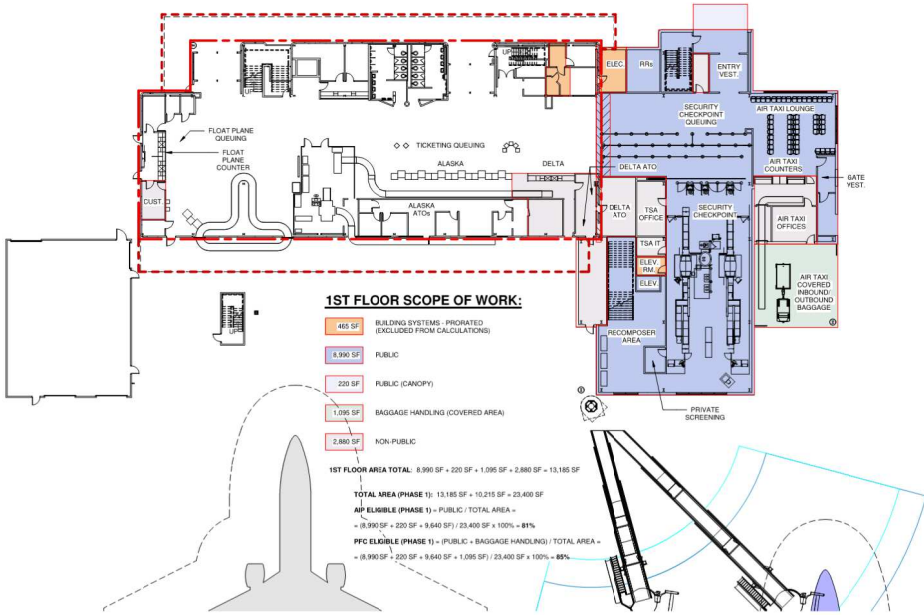 UP
UP
ELEC.
RRs
ENTRY
VEST.
FLOAT PLANE
QUEUING
FLOAT
PLANE
COUNTER
TICKETING QUEUING
ALASKA
DELTA
DELTA ATO
SECURITY
CHECKPOINT
QUEUING
AIR TAXI LOUNGE
AIR TAXI
COUNTERS
GATE
VEST.
CUST.
ALASKA
ATOs
DELTA
ATO
TSA
OFFICE
TSA IT
ELEV.
RM.
ELEV.
SECURITY
CHECKPOINT
AIR TAXI
OFFICES
AIR TAXI
COVERED
INBOUND/
OUTBOUND
BAGGAGE
RECOMPOSER
AREA
PRIVATE
SCREENING
UP
1ST FLOOR SCOPE OF WORK:
465 SF BUILDING SYSTEMS - PRORATED
(EXCLUDED FROM CALCULATIONS)
8,990 SF PUBLIC
220 SF PUBLIC (CANOPY)
1,095 SF BAGGAGE HANDLING (COVERED AREA)
2,880 SF NON-PUBLIC
1ST FLOOR AREA TOTAL: 8,990 SF + 220 SF + 1,095 SF + 2,880 SF = 13,185 SF
TOTAL AREA (PHASE 1): 13,185 SF + 10,215 SF = 23,400 SF
AIP ELIGIBLE (PHASE 1) = PUBLIC / TOTAL AREA =
= (8,990 SF + 220 SF + 9,640 SF) / 23,400 SF x 100% = 81%
PFC ELIGIBLE (PHASE 1) = (PUBLIC + BAGGAGE HANDLING) / TOTAL AREA =
= (8,990 SF + 220 SF + 9,640 SF + 1,095 SF) / 23,400 SF x 100% = 85%